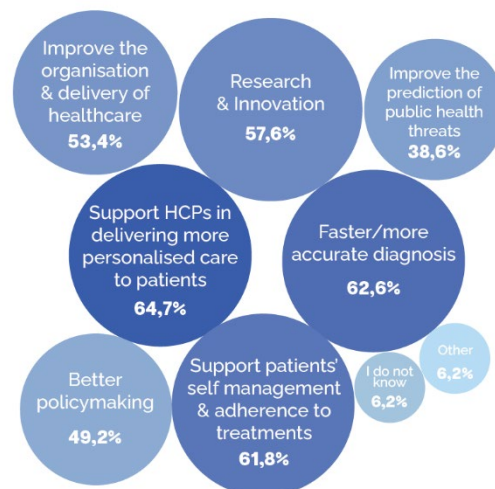 Improve the
organisation
& delivery of
healthcare
53,4%
Research
& Innovation
57,6%
Improve the
prediction of
public health
threats
38,6%
Support HCPs in
delivering more
personalised care
to patients
64,7%
Faster/more
accurate diagnosis
62,6%
Better
policymaking
49,2%
Support patients'
self management
& adherence to
treatments
61,8%
I do not
know
6,2%
Other
6,2%